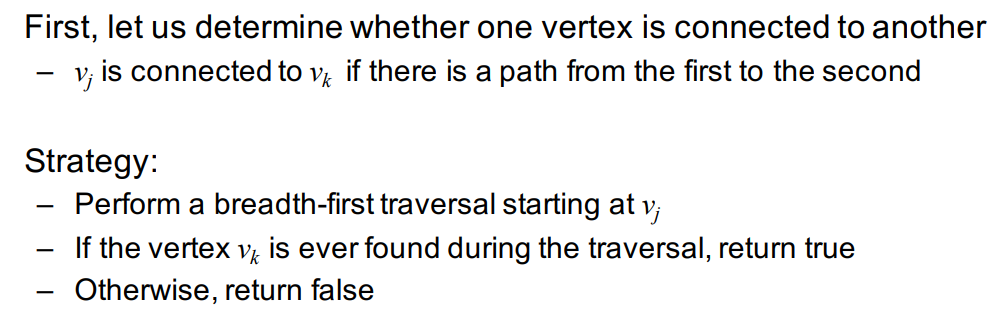 First, let us determine whether one vertex is connected to another
– vj is connected to vk if there is a path from the first to the second
Strategy:
– Perform a breadth-first traversal starting at vj
– If the vertex vk is ever found during the traversal, return true
– Otherwise, return false